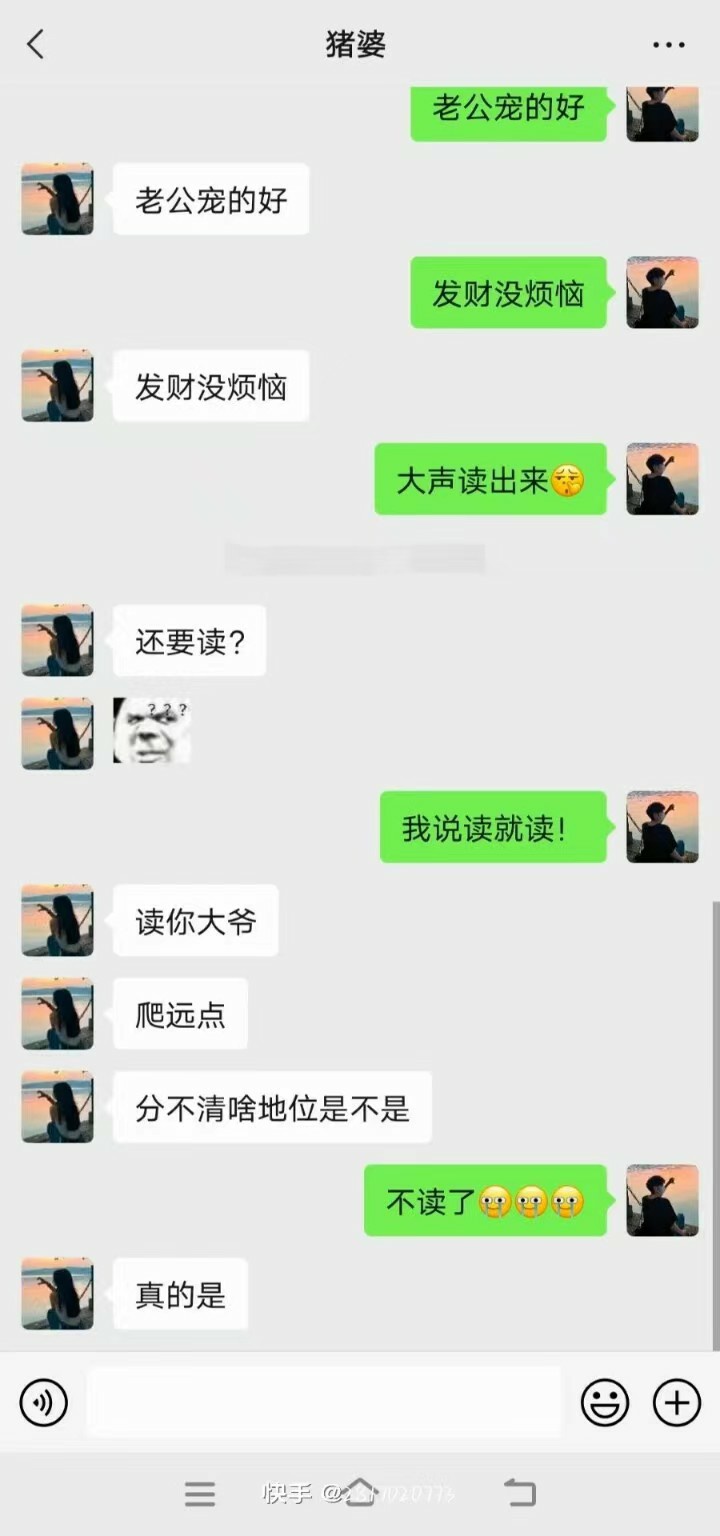 猪婆
老公宠的好
老公宠的好
发财没烦恼
发财没烦恼
大声读出来
还要读?
???
我说读就读!
读你大爷
爬远点
分不清啥地位是不是
不读了
真的是
快手 @